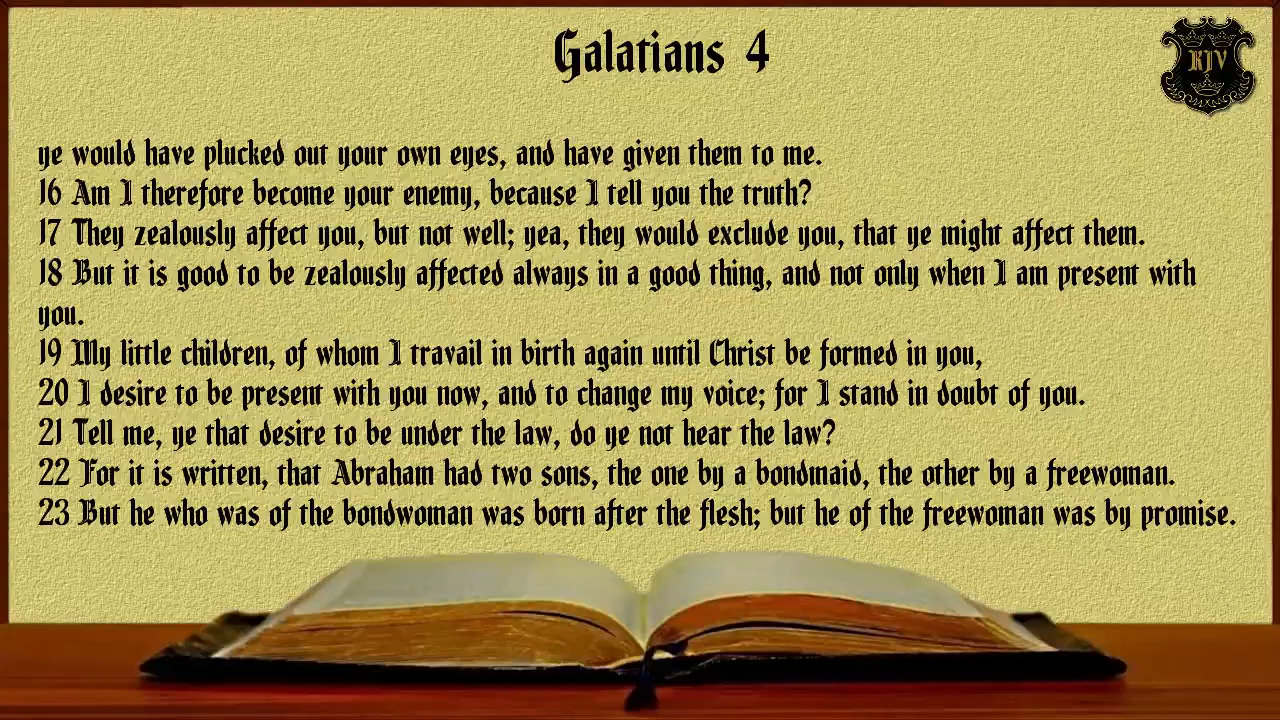 Galatians 4
KJV
ye would have plucked out your own eyes, and have given them to me.
16 Am I therefore become your enemy, because I tell you the truth?
17 They zealously affect you, but not well; yea, they would exclude you, that ye might affect them.
18 But it is good to be zealously affected always in a good thing, and not only when I am present with
you.
19 My little children, of whom I travail in birth again until Christ be formed in you,
20 I desire to be present with you now, and to change my voice; for I stand in doubt of you.
21 Tell me, ye that desire to be under the law, do ye not hear the law?
22 For it is written, that Abraham had two sons, the one by a bondmaid, the other by a freewoman.
23 But he who was of the bondwoman was born after the flesh; but he of the freewoman was by promise.